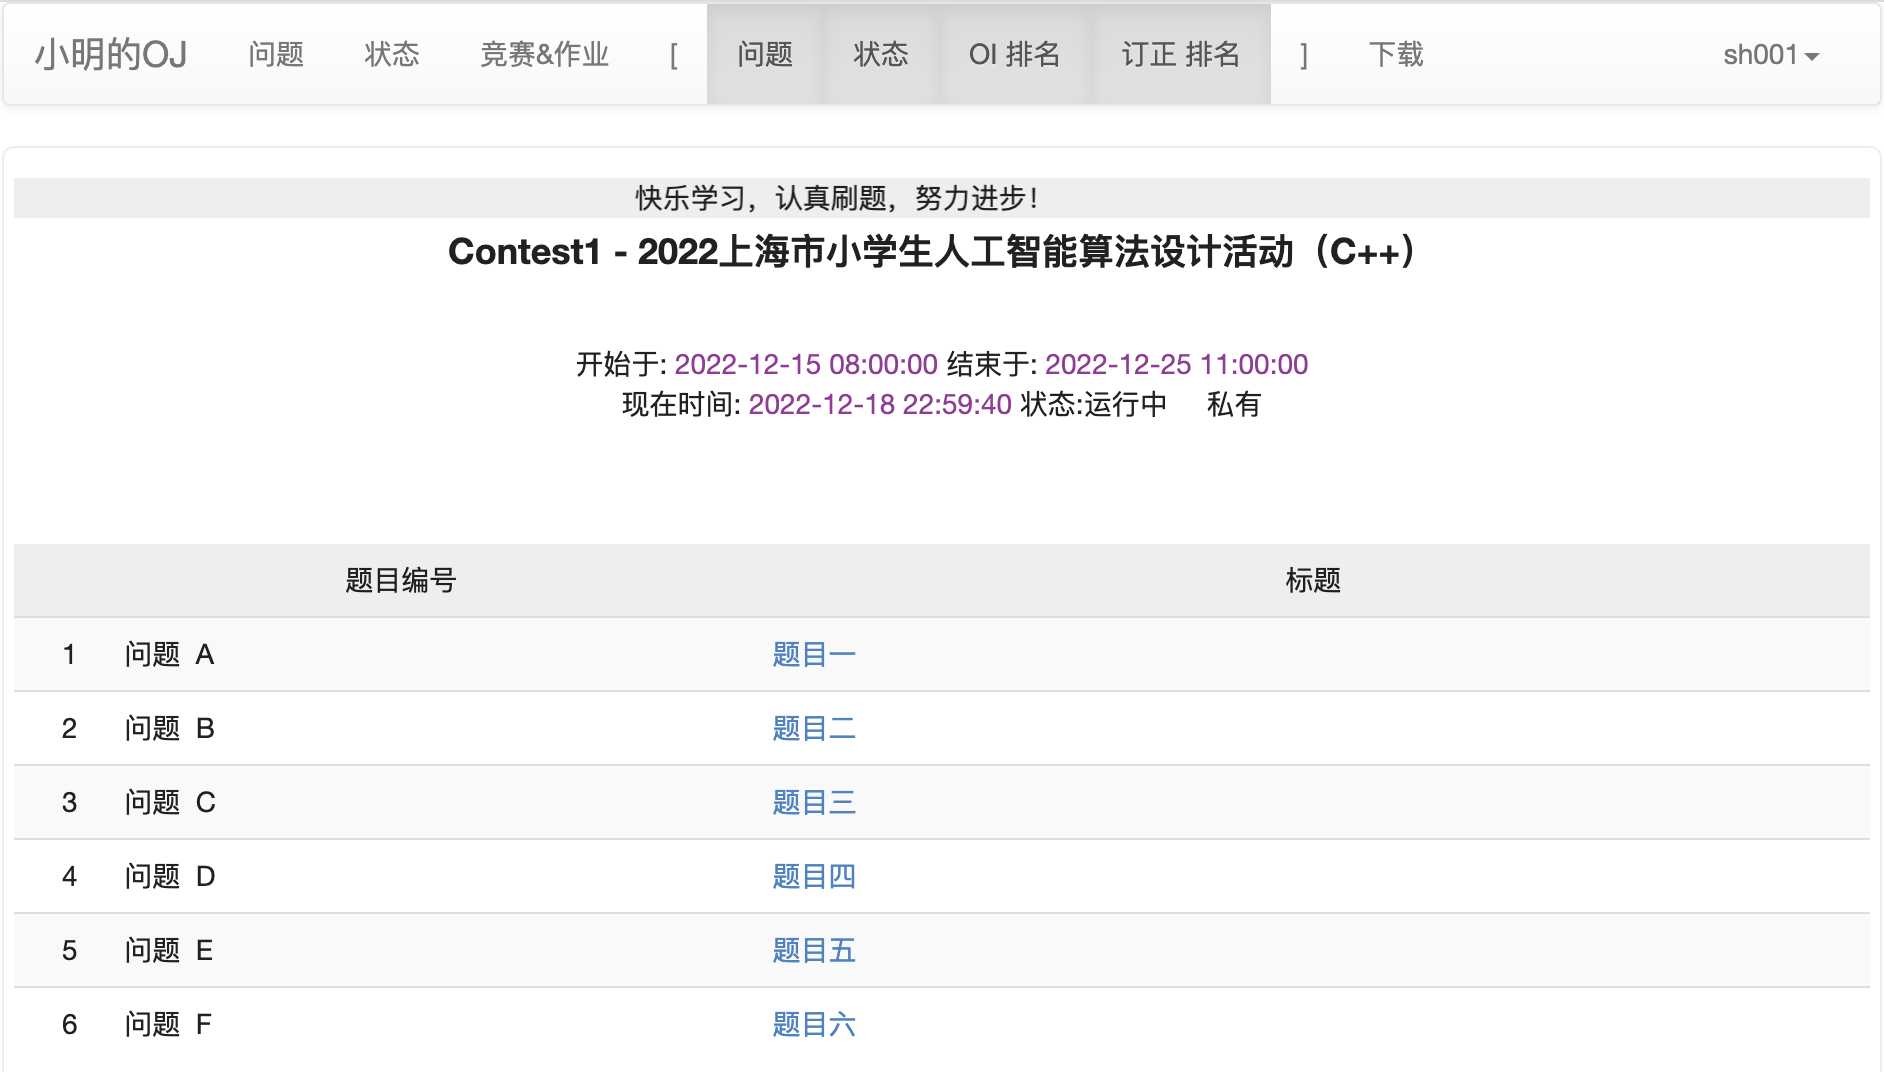 小明的OJ 问题 状态 竞赛&作业 [ 问题 状态 OI 排名 订正 排名 ] 下载 sh001
快乐学习，认真刷题，努力进步！
Contest1 - 2022上海市小学生人工智能算法设计活动（C++）
开始于: 2022-12-15 08:00:00 结束于: 2022-12-25 11:00:00
现在时间: 2022-12-18 22:59:40 状态:运行中 私有
题目编号 标题
1 问题 A 题目一
2 问题 B 题目二
3 问题 C 题目三
4 问题 D 题目四
5 问题 E 题目五
6 问题 F 题目六